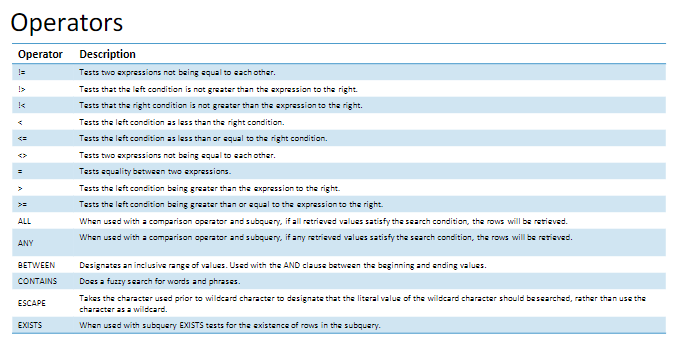 Operators
Operator Description
!= Tests two expressions not being equal to each other.
!> Tests that the left condition is not greater than the expression to the right.
!< Tests that the right condition is not greater than the expression to the right.
< Tests the left condition as less than the right condition.
<= Tests the left condition as less than or equal to the right condition.
<> Tests two expressions not being equal to each other.
= Tests equality between two expressions.
> Tests the left condition being greater than the expression to the right.
>= Tests the left condition being greater than or equal to the expression to the right.
ALL When used with a comparison operator and subquery, if all retrieved values satisfy the search condition, the rows will be retrieved.
ANY When used with a comparison operator and subquery, if any retrieved values satisfy the search condition, the rows will be retrieved.
BETWEEN Designates an inclusive range of values. Used with the AND clause between the beginning and ending values.
CONTAINS Does a fuzzy search for words and phrases.
ESCAPE Takes the character used prior to wildcard character to designate that the literal value of the wildcard character should besearched, rather than use the
character as a wildcard.
EXISTS When used with subquery EXISTS tests for the existence of rows in the subquery.